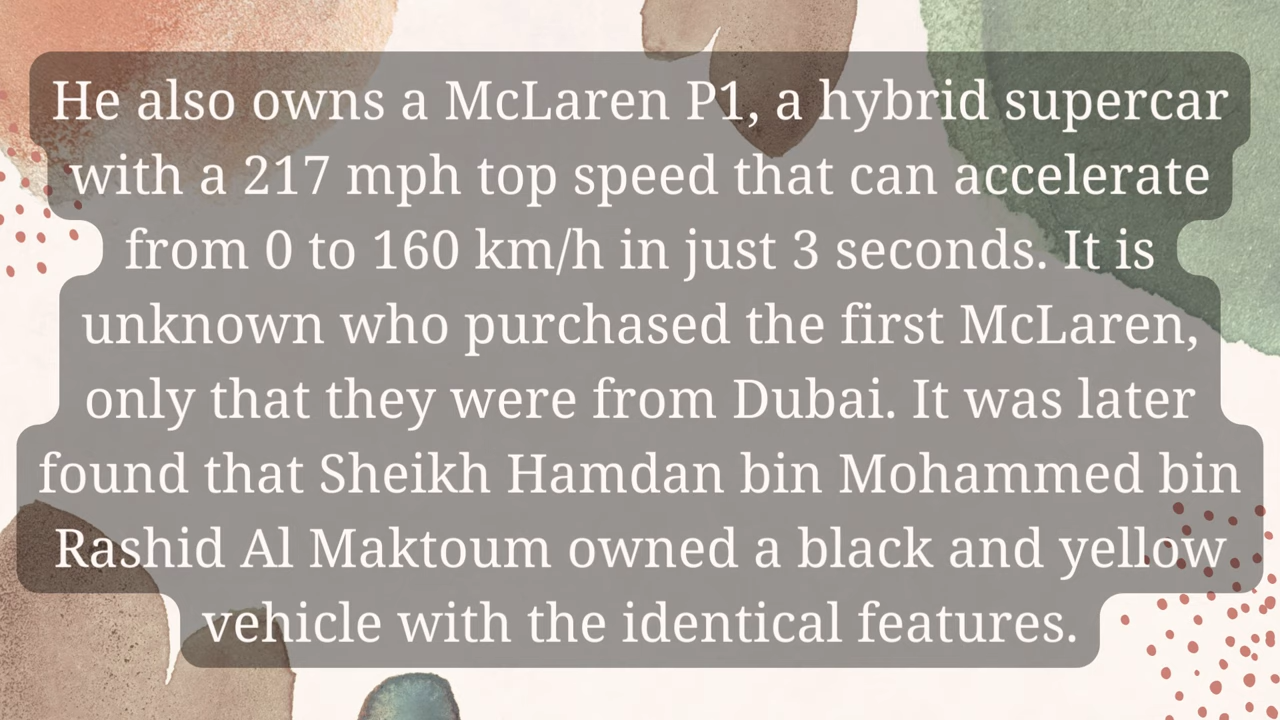 He also owns a McLaren P1, a hybrid supercar
with a 217 mph top speed that can accelerate
from 0 to 160 km/h in just 3 seconds. It is
unknown who purchased the first McLaren,
only that they were from Dubai. It was later
found that Sheikh Hamdan bin Mohammed bin
Rashid Al Maktoum owned a black and yellow
vehicle with the identical features.